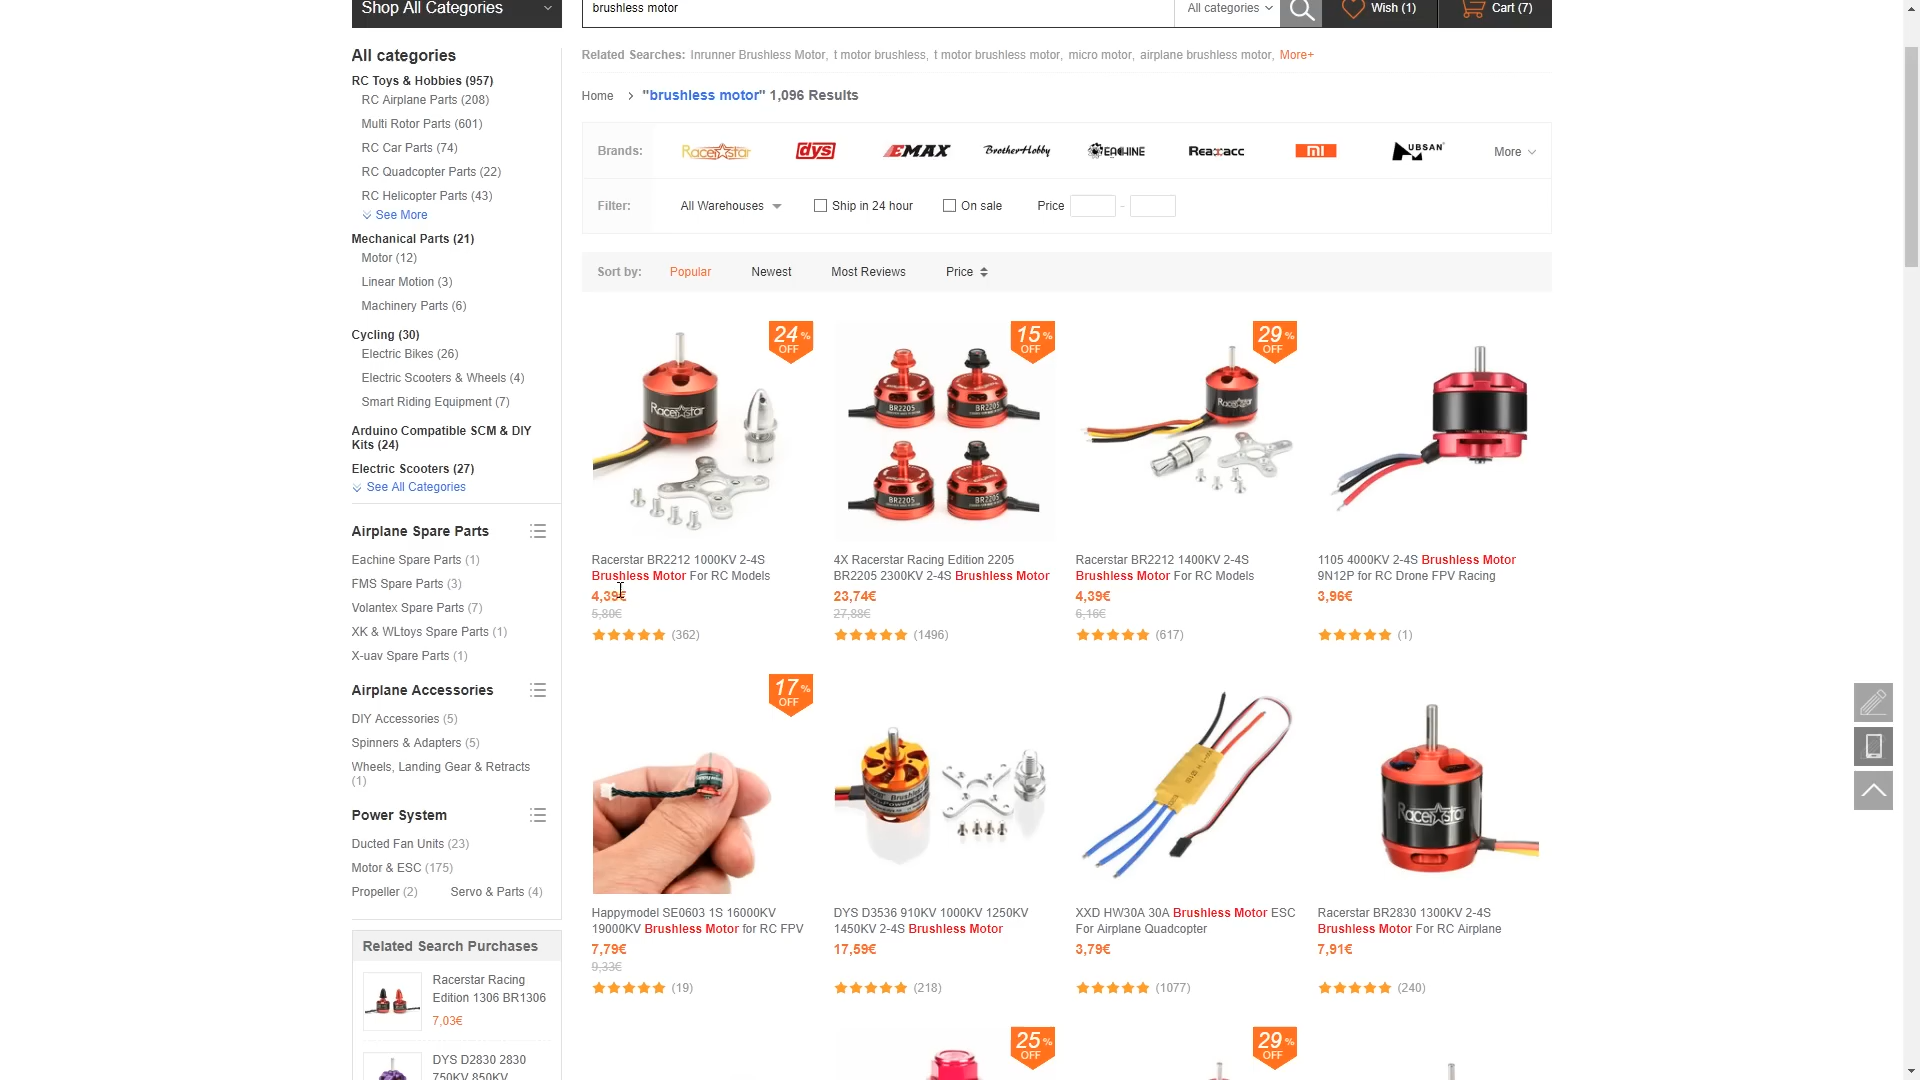 Shop All Categories
brushless motor
All categories
Wish (1)
Cart (7)
Related Searches: Inrunner Brushless Motor, t motor brushless, t motor brushless motor, micro motor, airplane brushless motor, More+
Home > "brushless motor" 1,096 Results
All categories
RC Toys & Hobbies (957)
RC Airplane Parts (208)
Multi Rotor Parts (601)
RC Car Parts (74)
RC Quadcopter Parts (22)
RC Helicopter Parts (43)
See More
Mechanical Parts (21)
Motor (12)
Linear Motion (3)
Machinery Parts (6)
Cycling (30)
Electric Bikes (26)
Electric Scooters & Wheels (4)
Smart Riding Equipment (7)
Arduino Compatible SCM & DIY
Kits (24)
Electric Scooters (27)
See All Categories
Airplane Spare Parts
Eachine Spare Parts (1)
FMS Spare Parts (3)
Volantex Spare Parts (7)
XK & WLtoys Spare Parts (1)
X-uav Spare Parts (1)
Airplane Accessories
DIY Accessories (5)
Spinners & Adapters (5)
Wheels, Landing Gear & Retracts
(1)
Power System
Ducted Fan Units (23)
Motor & ESC (175)
Propeller (2) Servo & Parts (4)
Related Search Purchases
Racerstar Racing
Edition 1306 BR1306
7,03€
DYS D2830 2830
750KV 850KV
Brands: Racerstar dys EMAX BrotherHobby EACHINE Reaxacc mi HUBSAN More
Filter: All Warehouses Ship in 24 hour On sale Price -
Sort by: Popular Newest Most Reviews Price
24% OFF
Racerstar
Racerstar BR2212 1000KV 2-4S
Brushless Motor For RC Models
4,39€
5,80€
(362)
15% OFF
BR2205 BR2205
BR2205 BR2205
4X Racerstar Racing Edition 2205
BR2205 2300KV 2-4S Brushless Motor
23,74€
27,88€
(1496)
29% OFF
Racerstar
Racerstar BR2212 1400KV 2-4S
Brushless Motor For RC Models
4,39€
6,16€
(617)
1105 4000KV 2-4S Brushless Motor
9N12P for RC Drone FPV Racing
3,96€
(1)
17% OFF
Happymodel SE0603 1S 16000KV
19000KV Brushless Motor for RC FPV
7,79€
9,33€
(19)
DYS D3536 910KV 1000KV 1250KV
1450KV 2-4S Brushless Motor
17,59€
(218)
XXD HW30A 30A Brushless Motor ESC
For Airplane Quadcopter
3,79€
(1077)
Racerstar
Racerstar BR2830 1300KV 2-4S
Brushless Motor For RC Airplane
7,91€
(240)
25% OFF
29% OFF